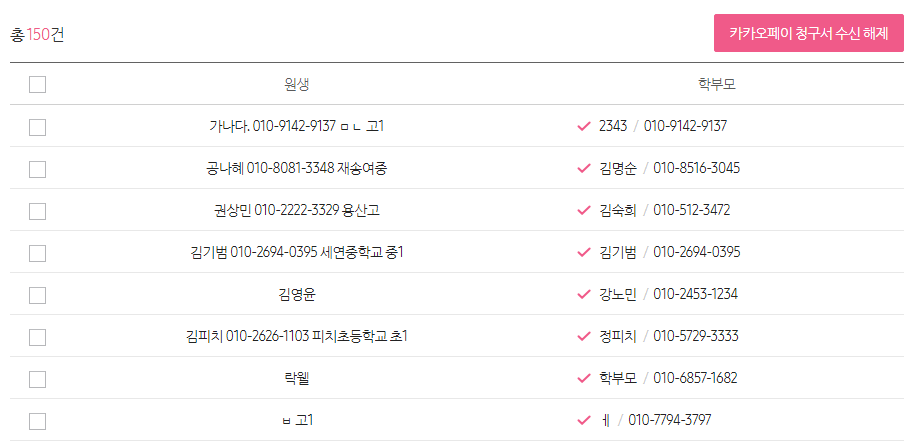 총 150건
카카오페이 청구서 수신 해제
원생 학부모
가나다. 010-9142-9137 ㅁㄴ 고1 2343 / 010-9142-9137
공나혜 010-8081-3348 재송여중 김명순 / 010-8516-3045
권상민 010-2222-3329 용산고 김숙희 / 010-512-3472
김기범 010-2694-0395 세연중학교 중1 김기범 / 010-2694-0395
김영윤 강노민 / 010-2453-1234
김피치 010-2626-1103 피치초등학교 초1 정피치 / 010-5729-3333
락웰 학부모 / 010-6857-1682
ㅂ 고1 ㅔ / 010-7794-3797